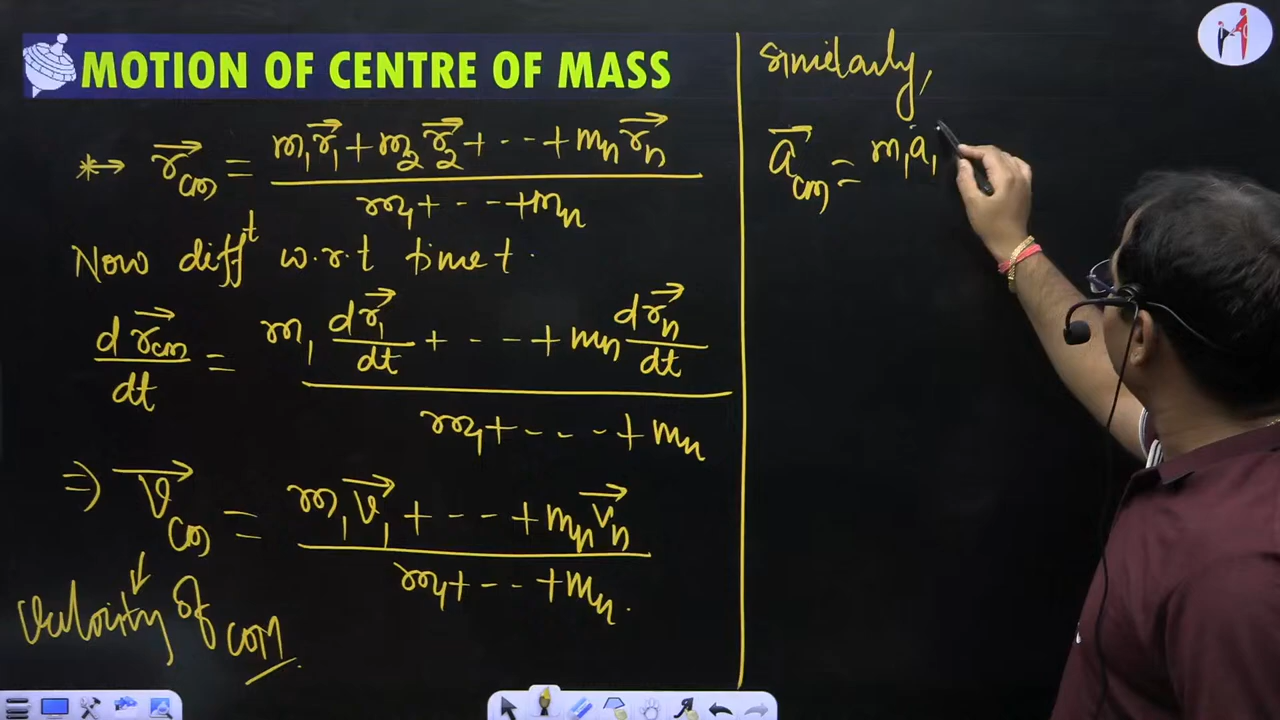 MOTION OF CENTRE OF MASS
*→ r⃗cm = (m₁r⃗₁ + m₂r⃗₂ + ... + mₙr⃗ₙ) / (m₁ + ... + mₙ)
Now diffᵗ w.r.t time t.
dr⃗cm/dt = (m₁ dr⃗₁/dt + ... + mₙ dr⃗ₙ/dt) / (m₁ + ... + mₙ)
⇒ v⃗cm = (m₁v⃗₁ + ... + mₙv⃗ₙ) / (m₁ + ... + mₙ).
↓
velocity of COM
similarly,
a⃗cm = m₁a₁